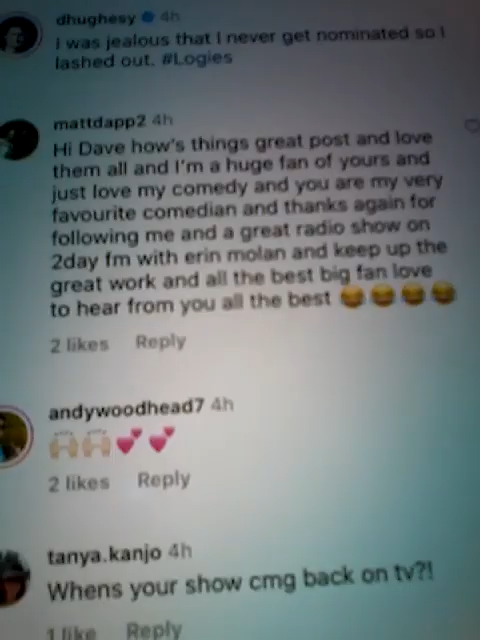 dhughesy 4h
I was jealous that I never get nominated so I
lashed out. #Logies
mattdapp2 4h
Hi Dave how's things great post and love
them all and I'm a huge fan of yours and
just love my comedy and you are my very
favourite comedian and thanks again for
following me and a great radio show on
2day fm with erin molan and keep up the
great work and all the best big fan love
to hear from you all the best 😂😂😂😂
2 likes Reply
andywoodhead7 4h
🙌🏼🙌🏼💕💕
2 likes Reply
tanya.kanjo 4h
Whens your show cmg back on tv?!
1 like Reply